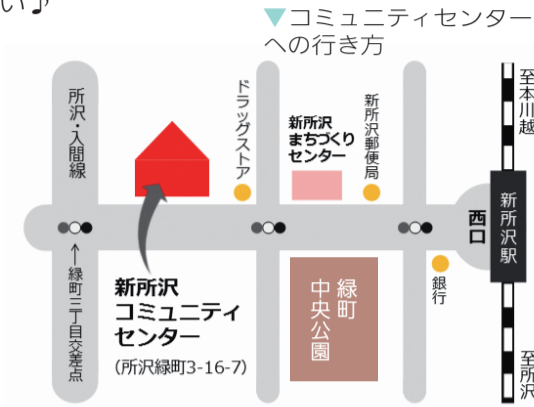 い♪
▼コミュニティセンター
への行き方
所沢・入間線
ドラッグストア
新所沢
まちづくり
センター
新所沢郵便局
至本川越
新所沢駅
西口
銀行
至所沢
←緑町三丁目交差点
新所沢
コミュニティ
センター
(所沢緑町3-16-7)
緑町
中央公園